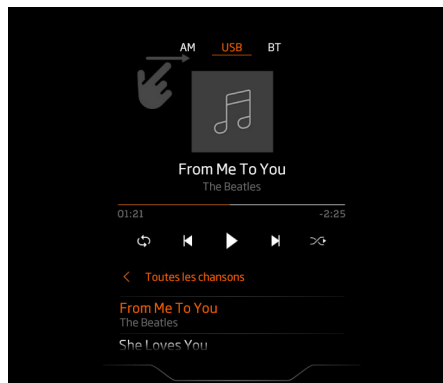 AM USB BT
From Me To You
The Beatles
01:21 -2:25
Toutes les chansons
From Me To You
The Beatles
She Loves You